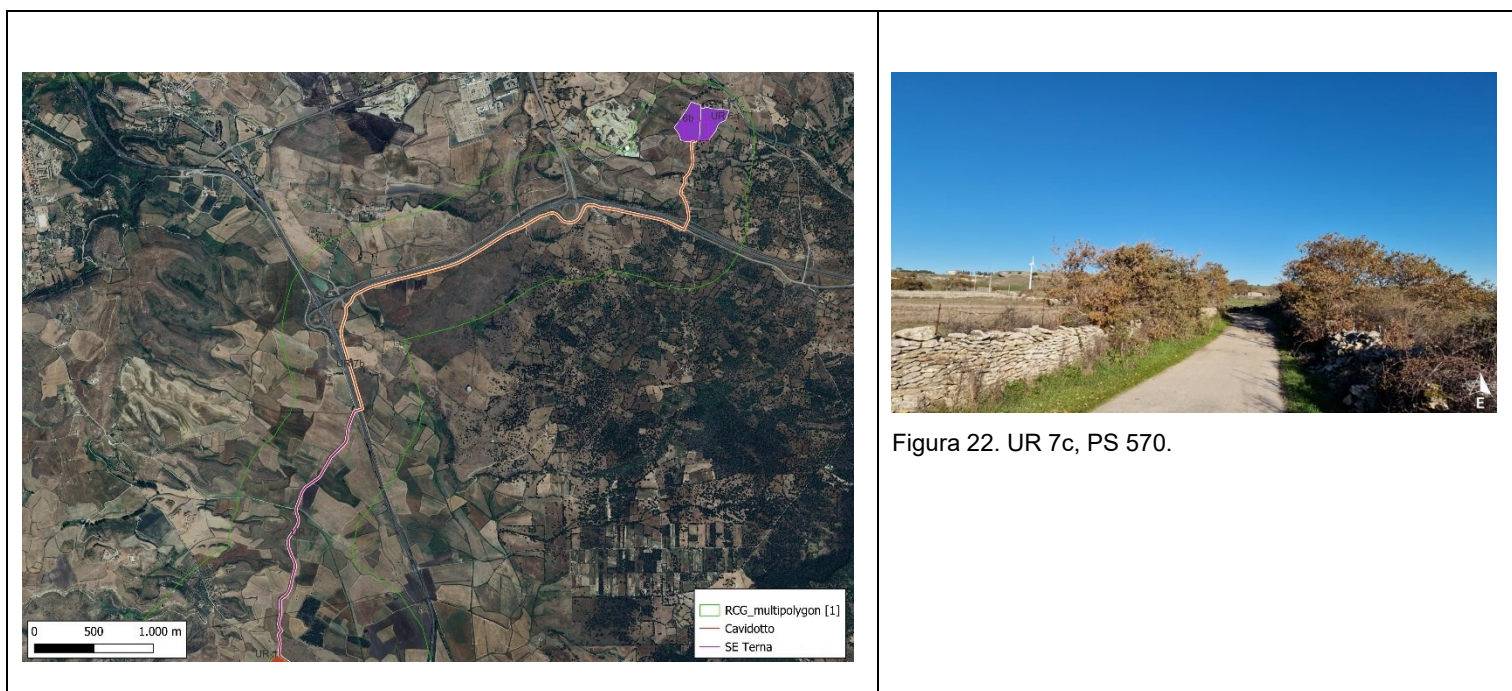 UR 7b
UR 1
0 500 1.000 m
RCG_multipolygon [1]
Cavidotto
SE Terna
E
Figura 22. UR 7c, PS 570.